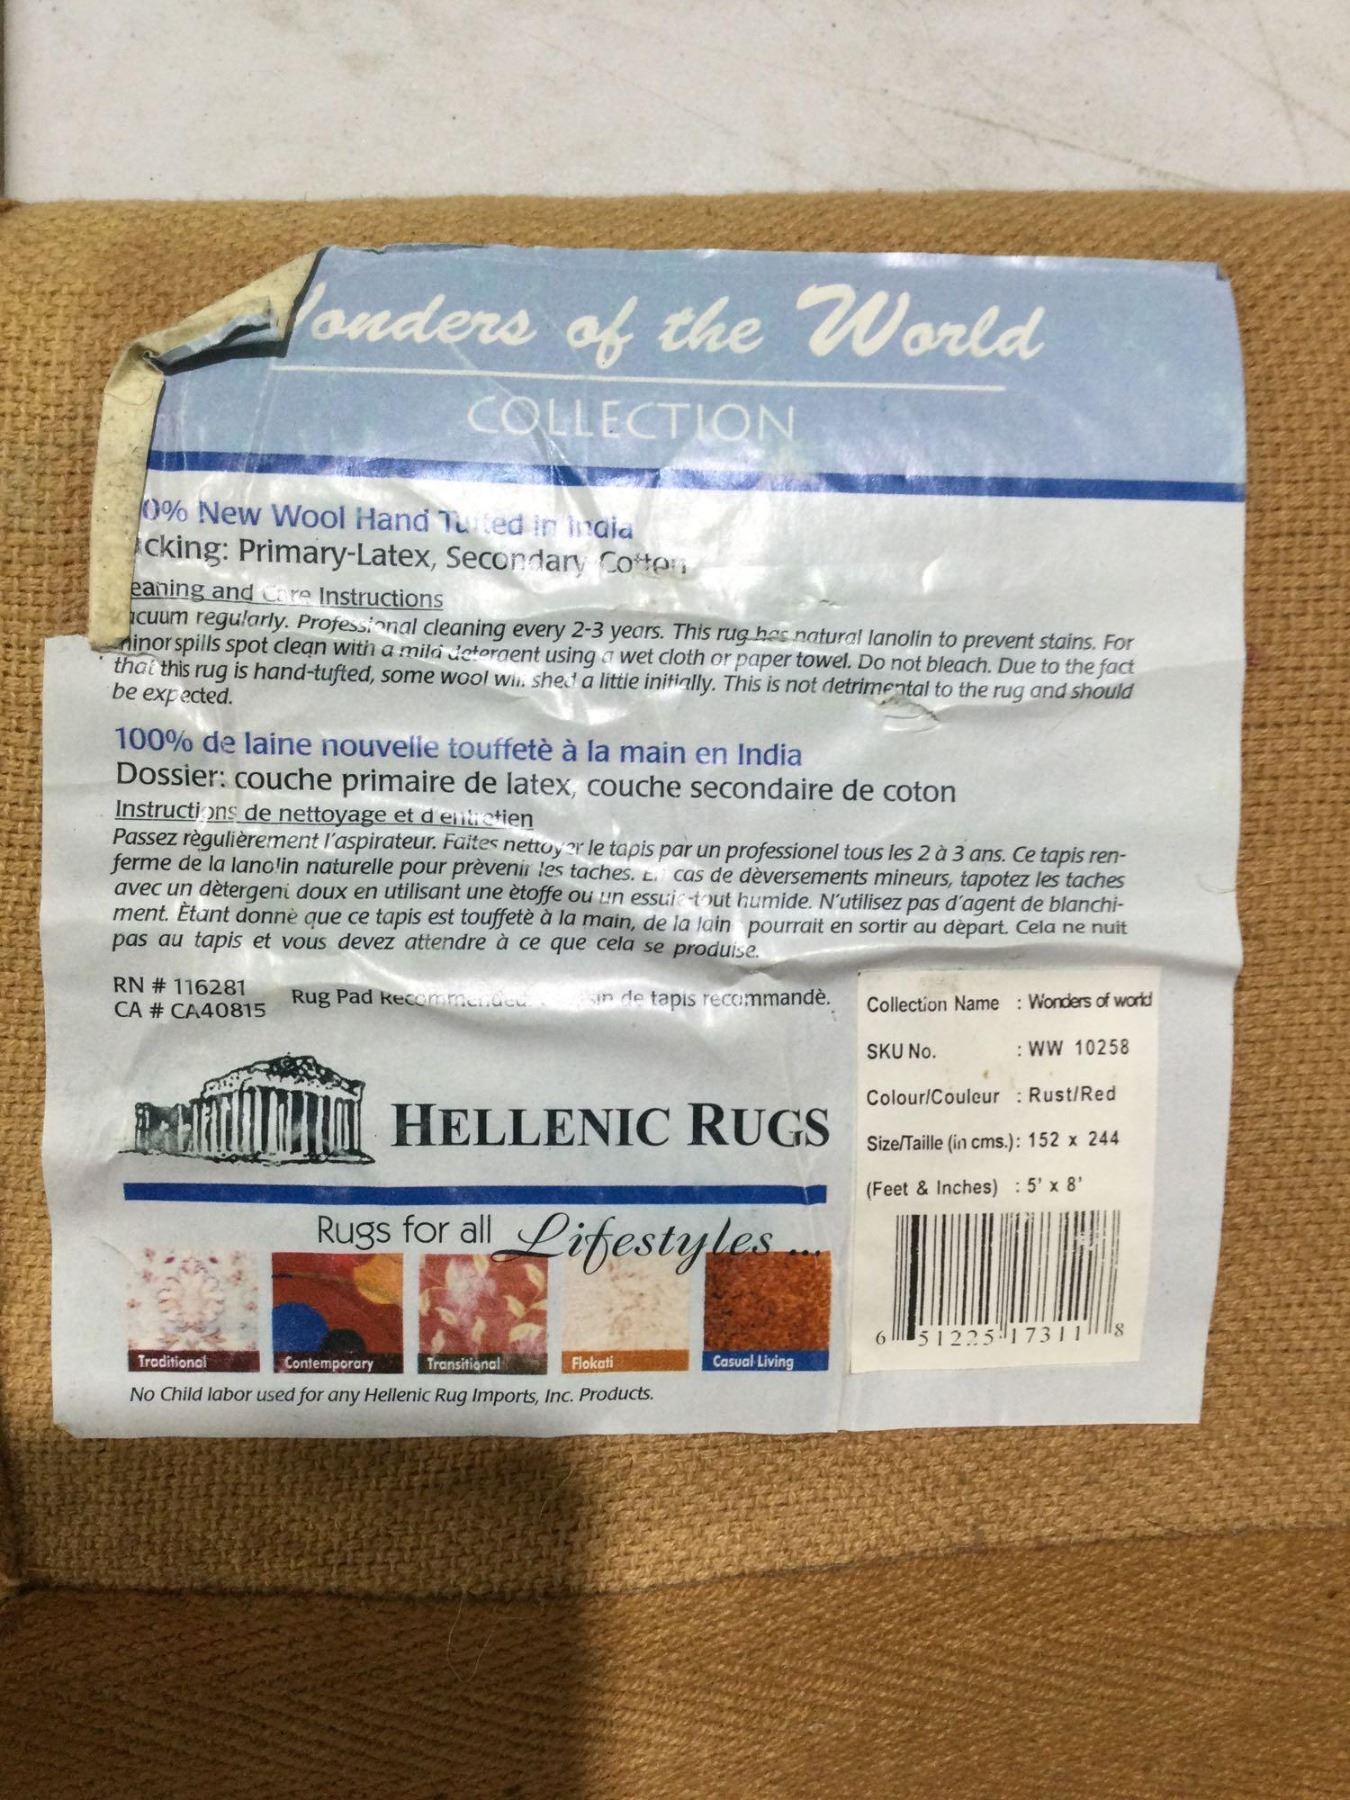 onders of the World
COLLECTION
0% New Wool Hand Tufted in India
cking: Primary-Latex, Secondary Cotton
eaning and Care Instructions
acuum regularly. Professional cleaning every 2-3 years. This rug has natural lanolin to prevent stains. For
minor spills spot clean with a mild detergent using a wet cloth or paper towel. Do not bleach. Due to the fact
that this rug is hand-tufted, some wool will shed a little initially. This is not detrimental to the rug and should
be expected.
100% de laine nouvelle touffetè à la main en India
Dossier: couche primaire de latex, couche secondaire de coton
Instructions de nettoyage et d'entretien
Passez règulièrement l'aspirateur. Faites nettoyer le tapis par un professionel tous les 2 à 3 ans. Ce tapis ren-
ferme de la lanolin naturelle pour prèvenir les taches. En cas de dèversements mineurs, tapotez les taches
avec un dètergent doux en utilisant une ètoffe ou un essuie-tout humide. N'utilisez pas d'agent de blanchi-
ment. Ètant donnè que ce tapis est touffetè à la main, de la lain pourrait en sortir au dèpart. Cela ne nuit
pas au tapis et vous devez attendre à ce que cela se produise.
RN # 116281
CA # CA40815
Rug Pad Recommended. de tapis recommandè.
HELLENIC RUGS
Rugs for all Lifestyles ...
Traditional
Contemporary
Transitional
Flokati
Casual Living
No Child labor used for any Hellenic Rug Imports, Inc. Products.
Collection Name : Wonders of world
SKU No. : WW 10258
Colour/Couleur : Rust/Red
Size/Taille (in cms.): 152 x 244
(Feet & Inches) : 5' x 8'
6 51225 17311 8